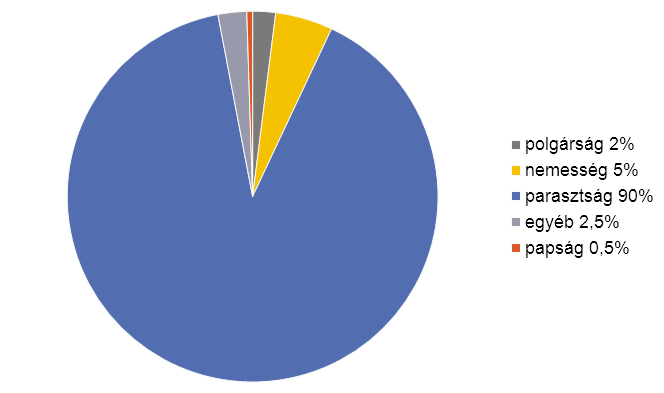 polgárság 2%
nemesség 5%
parasztság 90%
egyéb 2,5%
papság 0,5%